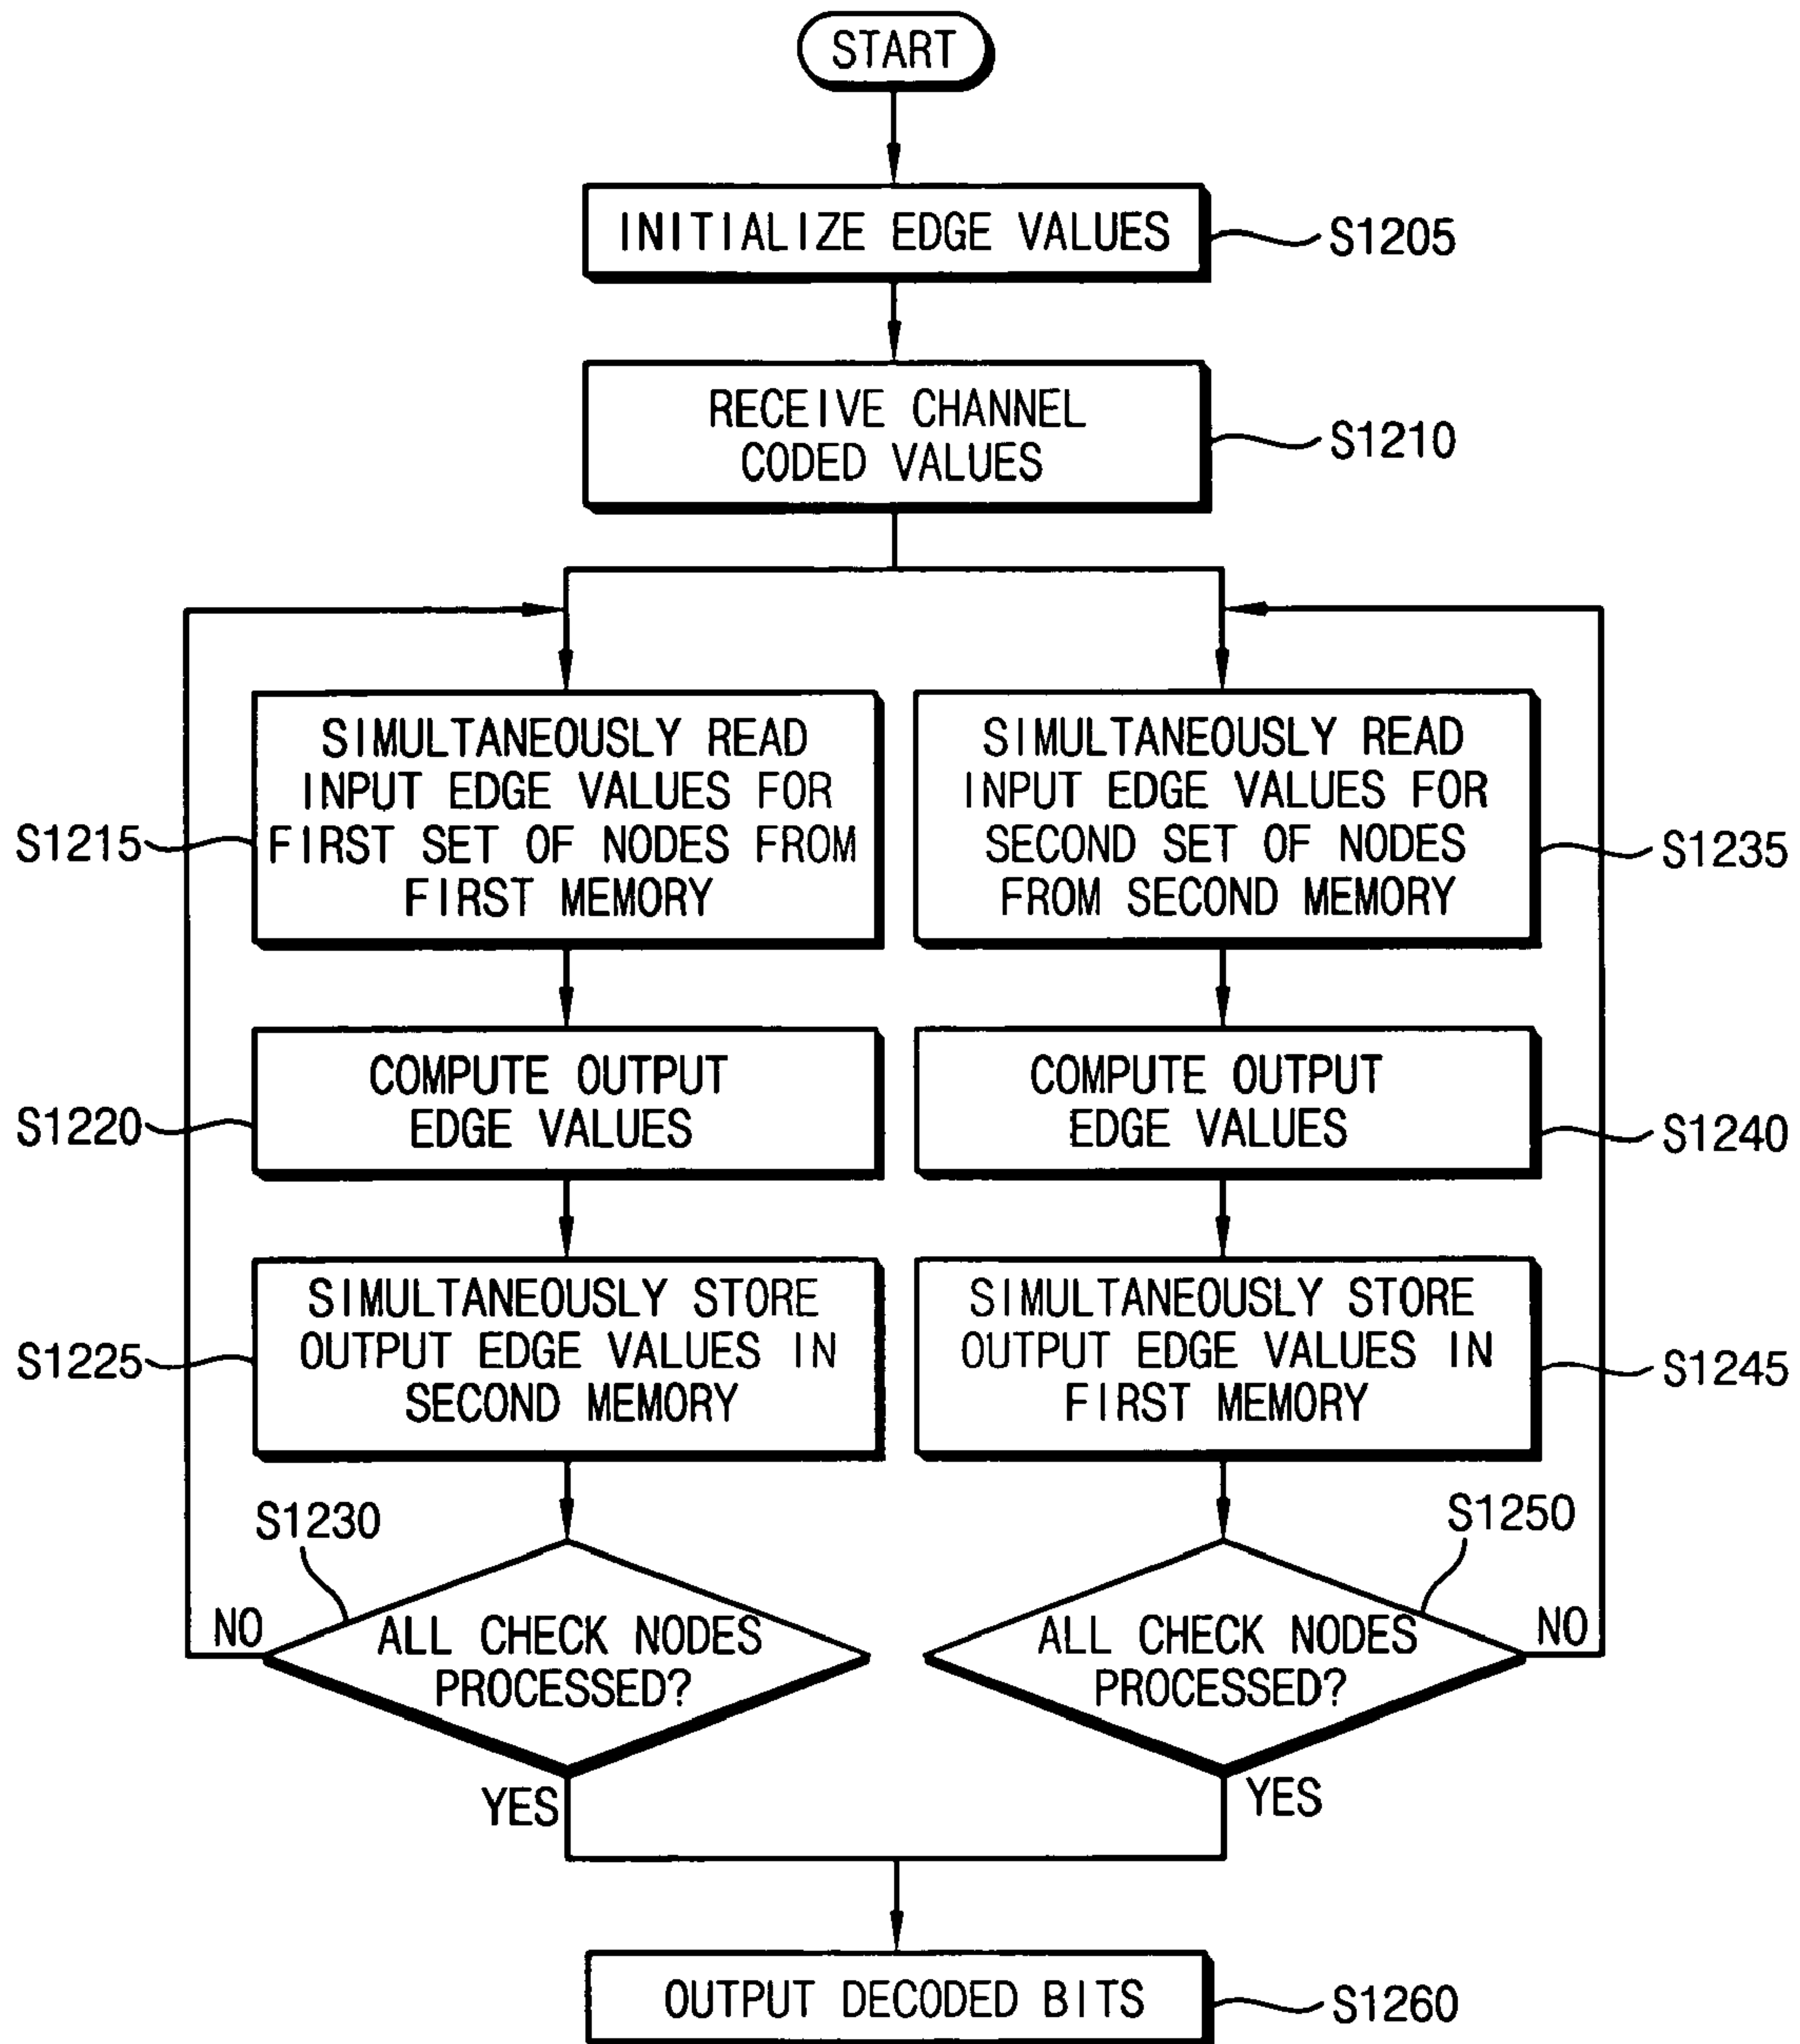 START
INITIALIZE EDGE VALUES
S1205
RECEIVE CHANNEL
CODED VALUES
S1210
SIMULTANEOUSLY READ
INPUT EDGE VALUES FOR
FIRST SET OF NODES FROM
FIRST MEMORY
S1215
SIMULTANEOUSLY READ
INPUT EDGE VALUES FOR
SECOND SET OF NODES
FROM SECOND MEMORY
S1235
COMPUTE OUTPUT
EDGE VALUES
S1220
COMPUTE OUTPUT
EDGE VALUES
S1240
SIMULTANEOUSLY STORE
OUTPUT EDGE VALUES IN
SECOND MEMORY
S1225
SIMULTANEOUSLY STORE
OUTPUT EDGE VALUES IN
FIRST MEMORY
S1245
S1230
NO
ALL CHECK NODES
PROCESSED?
YES
S1250
ALL CHECK NODES
PROCESSED?
NO
YES
OUTPUT DECODED BITS
S1260